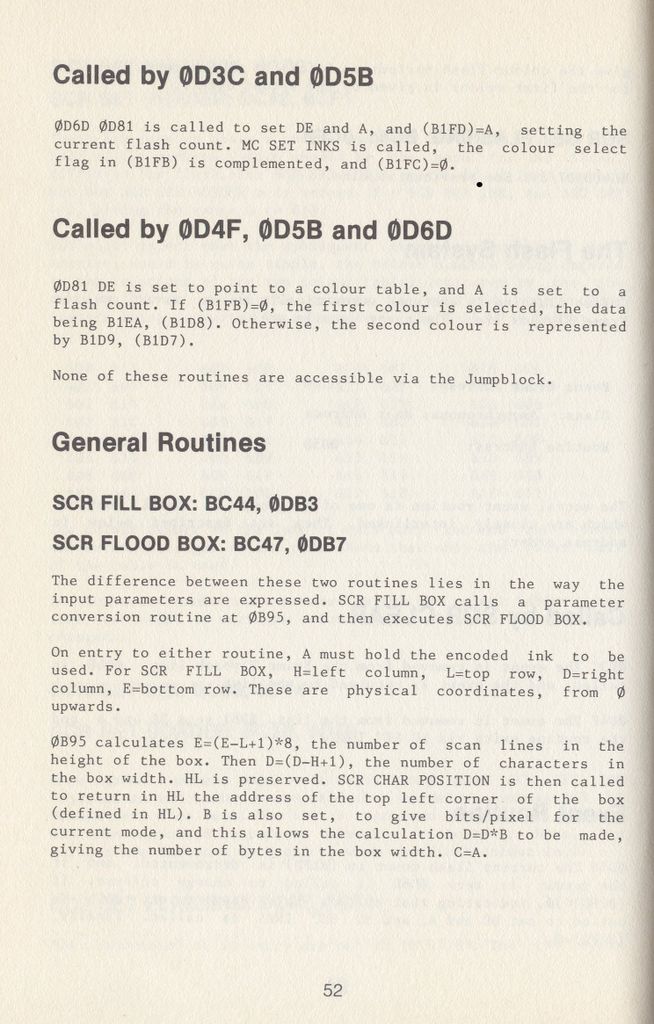 Called by ØD3C and ØD5B
ØD6D ØD81 is called to set DE and A, and (B1FD)=A, setting the
current flash count. MC SET INKS is called, the colour select
flag in (B1FB) is complemented, and (B1FC)=Ø.
Called by ØD4F, ØD5B and ØD6D
ØD81 DE is set to point to a colour table, and A is set to a
flash count. If (B1FB)=Ø, the first colour is selected, the data
being B1EA, (B1D8). Otherwise, the second colour is represented
by B1D9, (B1D7).
None of these routines are accessible via the Jumpblock.
General Routines
SCR FILL BOX: BC44, ØDB3
SCR FLOOD BOX: BC47, ØDB7
The difference between these two routines lies in the way the
input parameters are expressed. SCR FILL BOX calls a parameter
conversion routine at ØB95, and then executes SCR FLOOD BOX.
On entry to either routine, A must hold the encoded ink to be
used. For SCR FILL BOX, H=left column, L=top row, D=right
column, E=bottom row. These are physical coordinates, from Ø
upwards.
ØB95 calculates E=(E-L+1)*8, the number of scan lines in the
height of the box. Then D=(D-H+1), the number of characters in
the box width. HL is preserved. SCR CHAR POSITION is then called
to return in HL the address of the top left corner of the box
(defined in HL). B is also set, to give bits/pixel for the
current mode, and this allows the calculation D=D*B to be made,
giving the number of bytes in the box width. C=A.
52